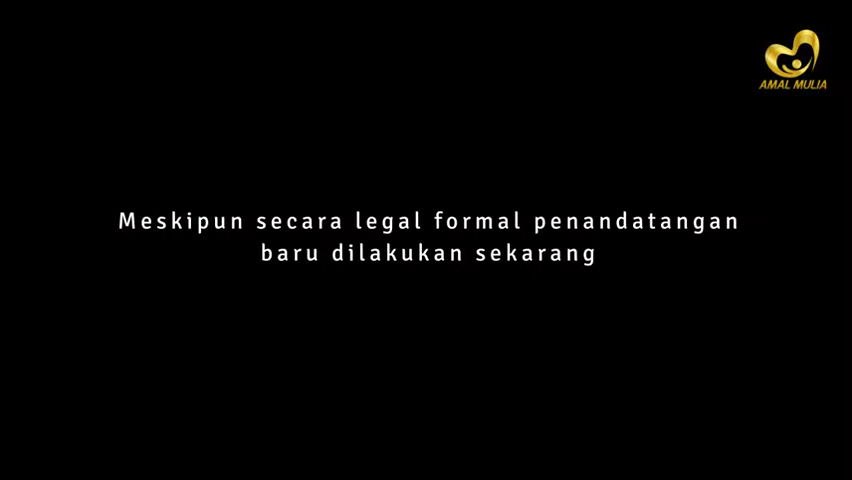 AMAL MULIA
Meskipun secara legal formal penandatangan
baru dilakukan sekarang